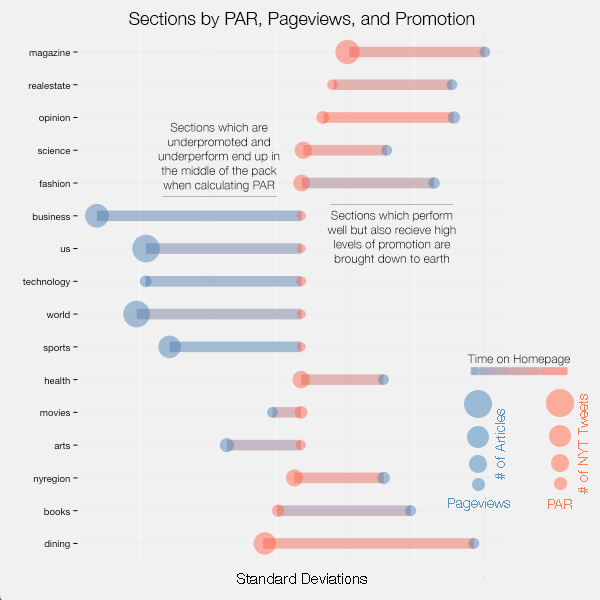 Sections by PAR, Pageviews, and Promotion
magazine
realestate
opinion
science
fashion
business
us
technology
world
sports
health
movies
arts
nyregion
books
dining
Sections which are
underpromoted and
underperform end up in
the middle of the pack
when calculating PAR
Sections which perform
well but also recieve high
levels of promotion are
brought down to earth
Time on Homepage
# of Articles
# of NYT Tweets
Pageviews
PAR
Standard Deviations